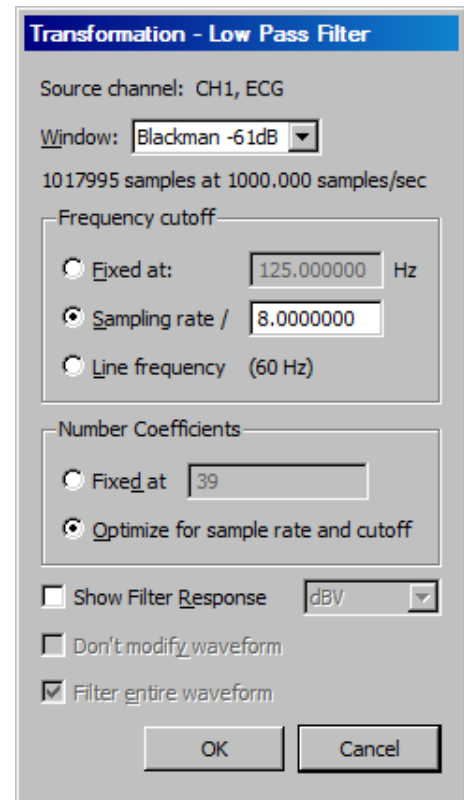 Transformation - Low Pass Filter
Source channel: CH1, ECG
Window: Blackman -61dB
1017995 samples at 1000.000 samples/sec
Frequency cutoff
Fixed at: 125.000000 Hz
Sampling rate / 8.0000000
Line frequency (60 Hz)
Number Coefficients
Fixed at 39
Optimize for sample rate and cutoff
Show Filter Response dBV
Don't modify waveform
Filter entire waveform
OK Cancel